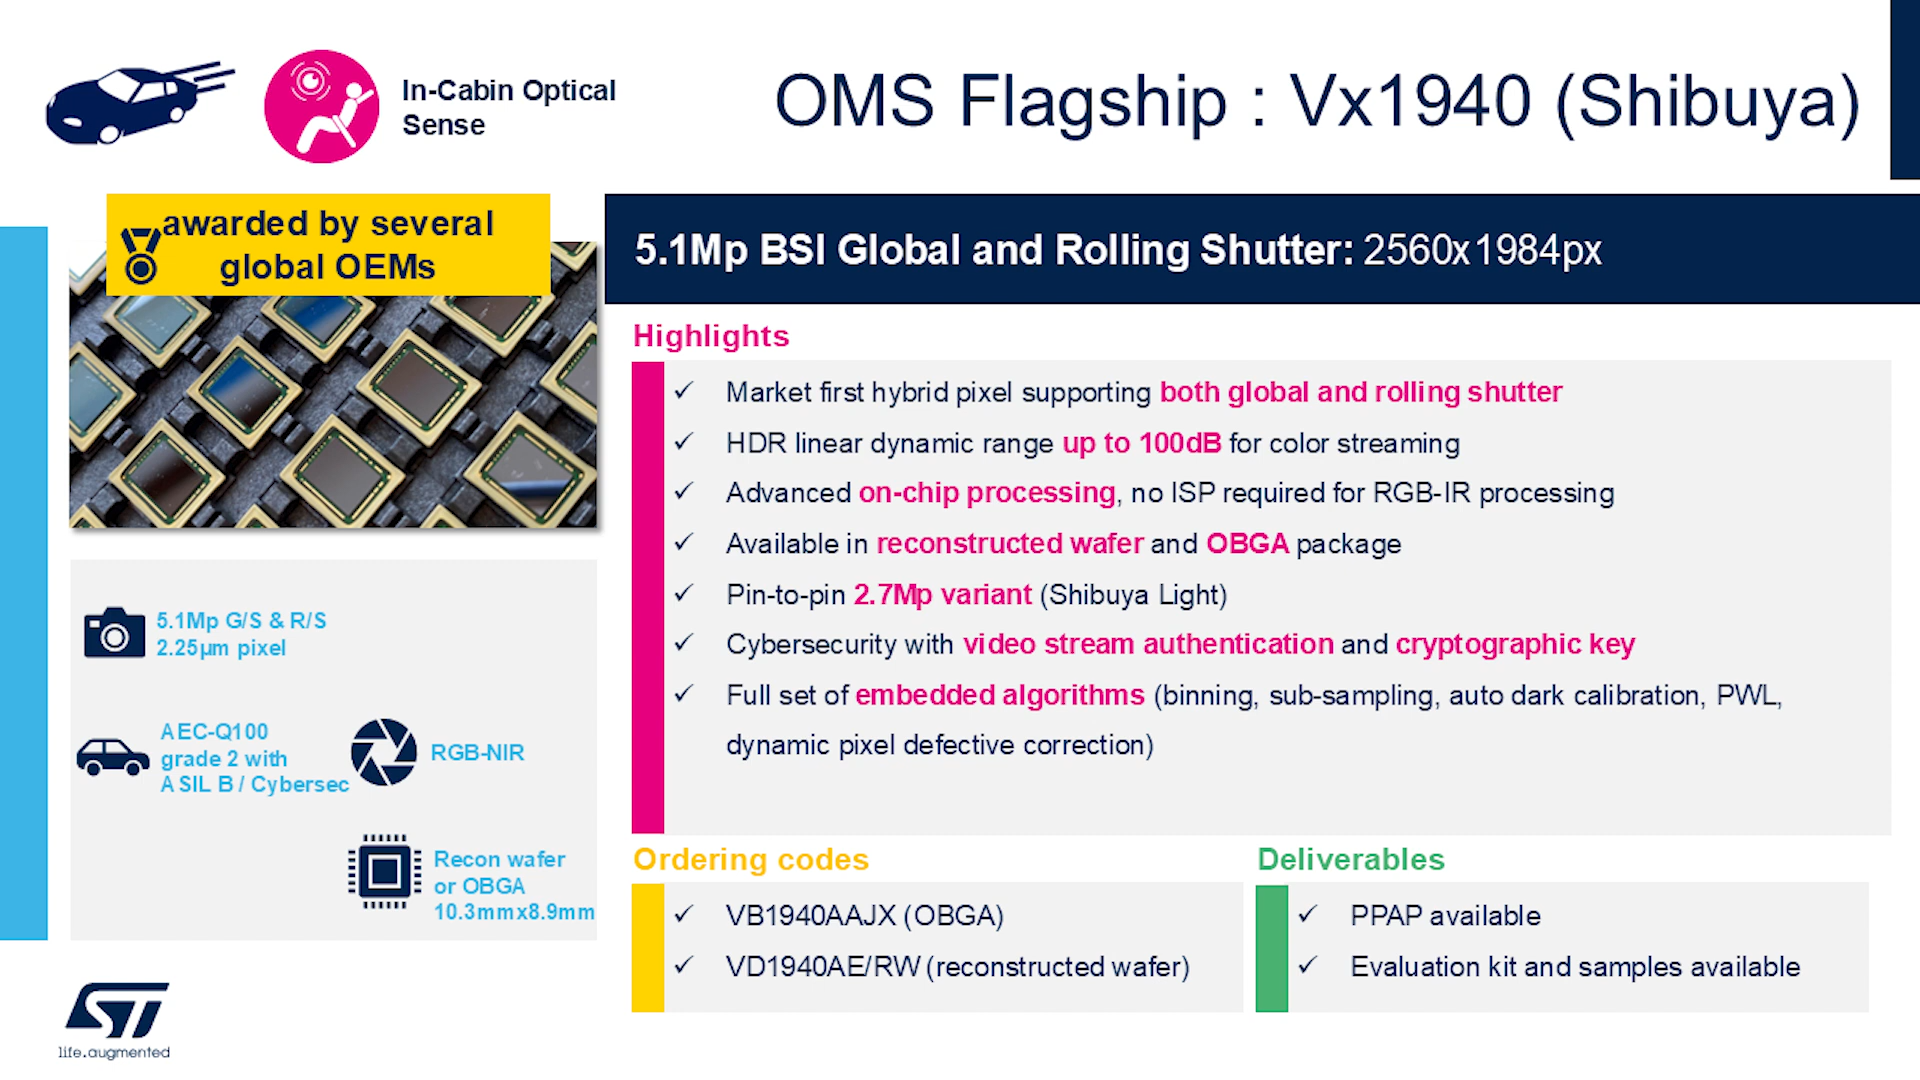 In-Cabin Optical
Sense
OMS Flagship : Vx1940 (Shibuya)
awarded by several
global OEMs
5.1Mp BSI Global and Rolling Shutter: 2560x1984px
Highlights
✓ Market first hybrid pixel supporting both global and rolling shutter
✓ HDR linear dynamic range up to 100dB for color streaming
✓ Advanced on-chip processing, no ISP required for RGB-IR processing
✓ Available in reconstructed wafer and OBGA package
✓ Pin-to-pin 2.7Mp variant (Shibuya Light)
✓ Cybersecurity with video stream authentication and cryptographic key
✓ Full set of embedded algorithms (binning, sub-sampling, auto dark calibration, PWL,
dynamic pixel defective correction)
5.1Mp G/S & R/S
2.25µm pixel
AEC-Q100
grade 2 with
ASIL B / Cybersec
RGB-NIR
Recon wafer
or OBGA
10.3mmx8.9mm
Ordering codes
✓ VB1940AAJX (OBGA)
✓ VD1940AE/RW (reconstructed wafer)
Deliverables
✓ PPAP available
✓ Evaluation kit and samples available
ST
life.augmented